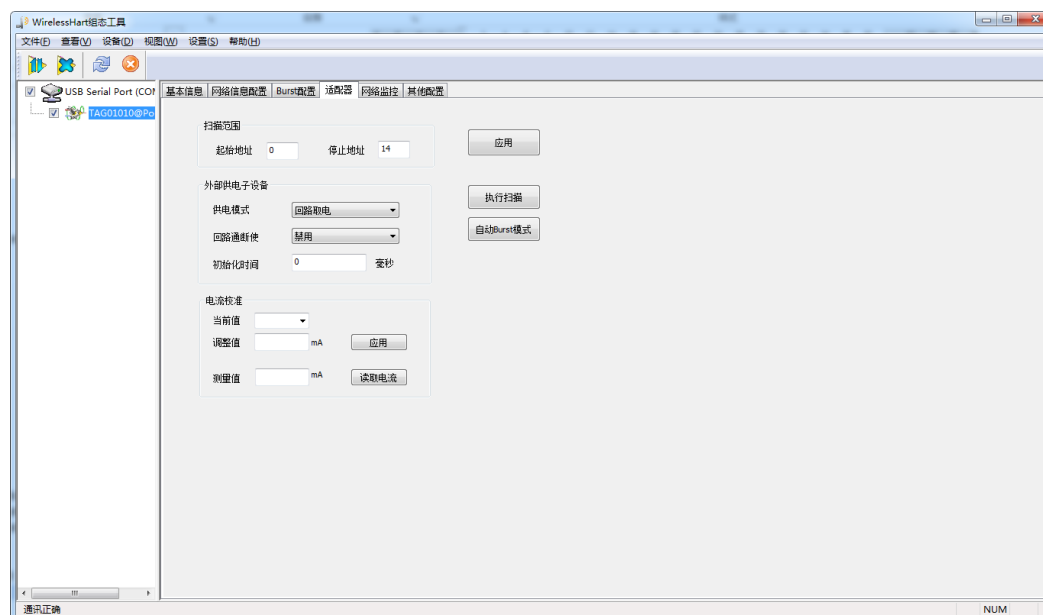 WirelessHart组态工具
文件(F) 查看(V) 设备(D) 视图(W) 设置(S) 帮助(H)
USB Serial Port (COM
TAG01010@Po
基本信息 网络信息配置 Burst配置 适配器 网络监控 其他配置
扫描范围
起始地址 0 停止地址 14
应用
外部供电子设备
供电模式 回路取电
回路通断使 禁用
初始化时间 0 毫秒
执行扫描
自动Burst模式
电流校准
当前值
调整值 mA 应用
测量值 mA 读取电流
通讯正确 NUM